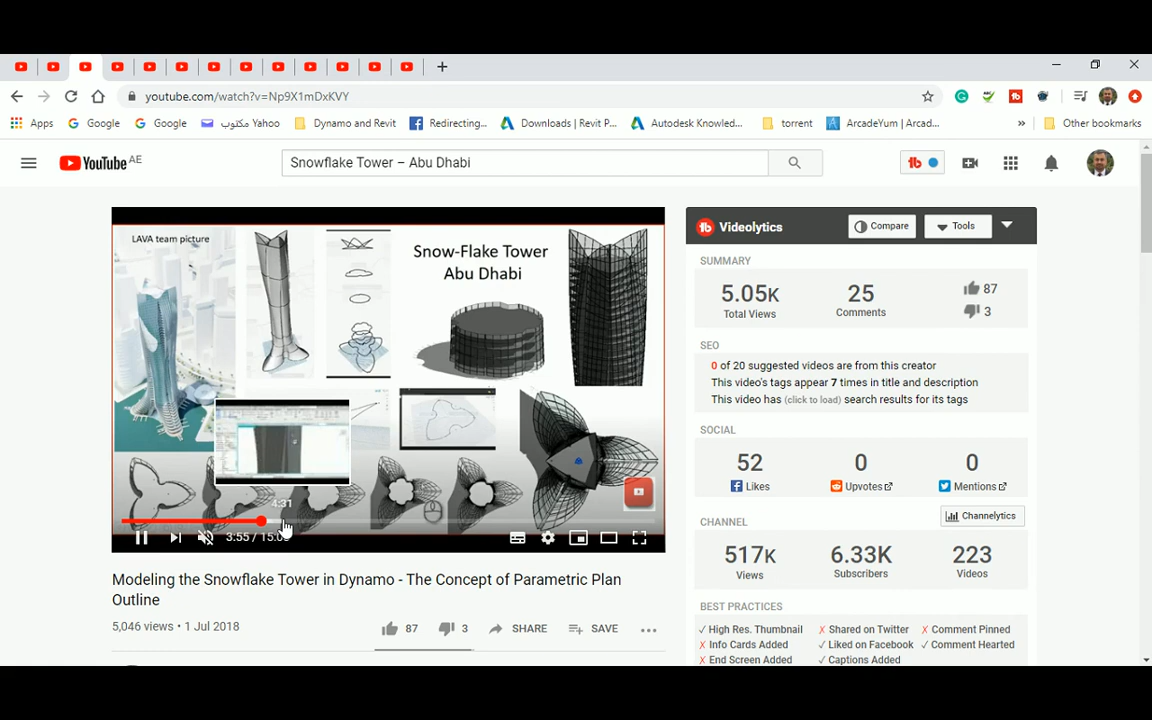 youtube.com/watch?v=Np9X1mDxKVY
Apps
Google
Google
مكتوب Yahoo
Dynamo and Revit
Redirecting...
Downloads | Revit P...
Autodesk Knowled...
torrent
ArcadeYum | Arcad...
»
Other bookmarks
YouTube AE
Snowflake Tower – Abu Dhabi
tb
LAVA team picture
Snow-Flake Tower
Abu Dhabi
4:31
3:55 / 15:0
Modeling the Snowflake Tower in Dynamo - The Concept of Parametric Plan
Outline
5,046 views • 1 Jul 2018
87
3
SHARE
SAVE
tb Videolytics
Compare
Tools
SUMMARY
5.05K
Total Views
25
Comments
87
3
SEO
0 of 20 suggested videos are from this creator
This video's tags appear 7 times in title and description
This video has (click to load) search results for its tags
SOCIAL
52
Likes
0
Upvotes
0
Mentions
CHANNEL
Channelytics
517K
Views
6.33K
Subscribers
223
Videos
BEST PRACTICES
✓ High Res. Thumbnail
✗ Shared on Twitter
✗ Comment Pinned
✗ Info Cards Added
✓ Liked on Facebook
✓ Comment Hearted
✗ End Screen Added
✓ Captions Added